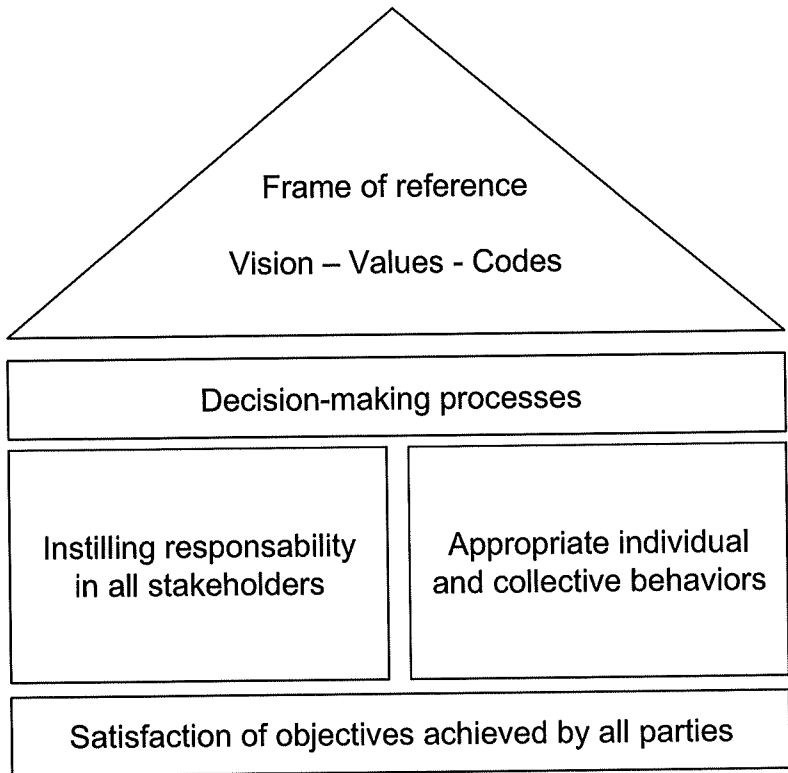 Frame of reference
Vision – Values - Codes
Decision-making processes
Instilling responsability
in all stakeholders
Appropriate individual
and collective behaviors
Satisfaction of objectives achieved by all parties